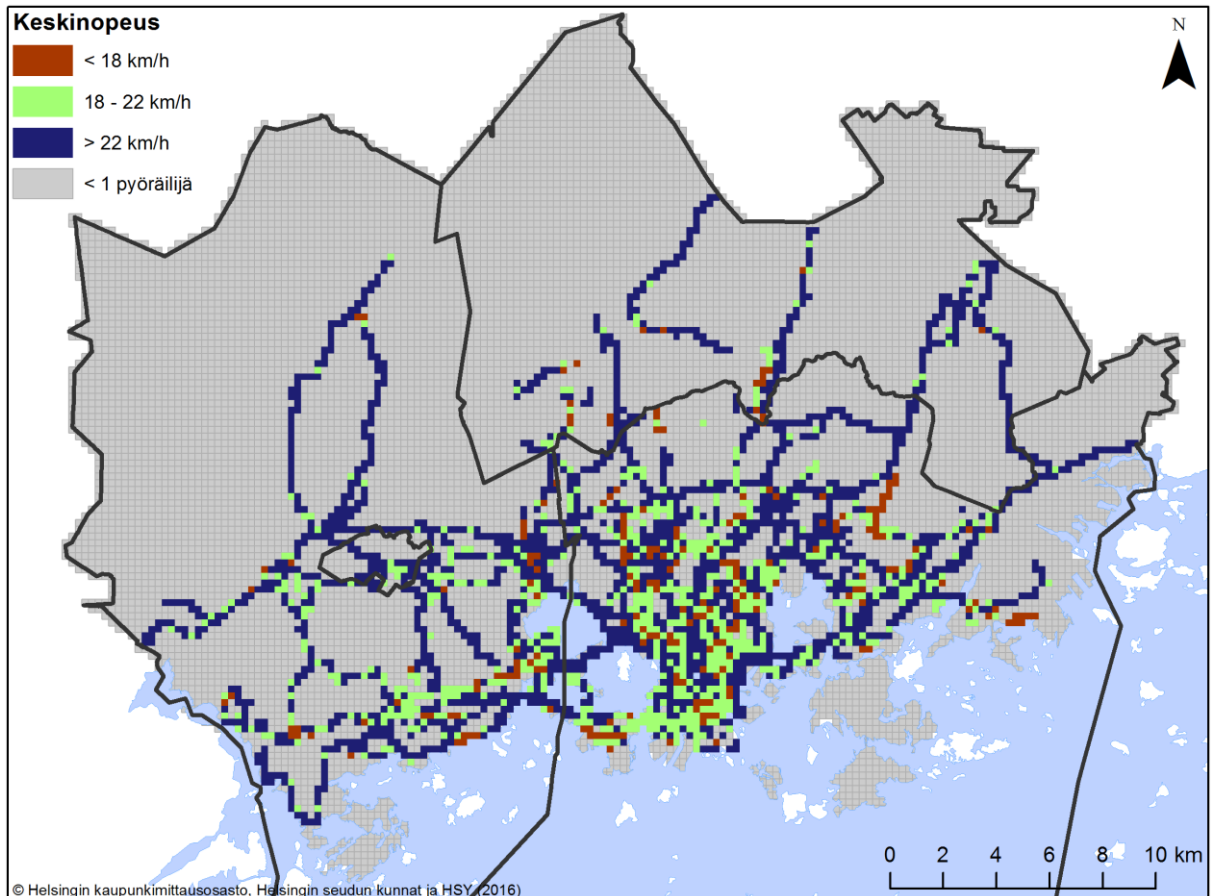 Keskinopeus
< 18 km/h
18 - 22 km/h
> 22 km/h
< 1 pyöräilijä
N
0 2 4 6 8 10 km
© Helsingin kaupunkimittausosasto, Helsingin seudun kunnat ja HSY (2016)